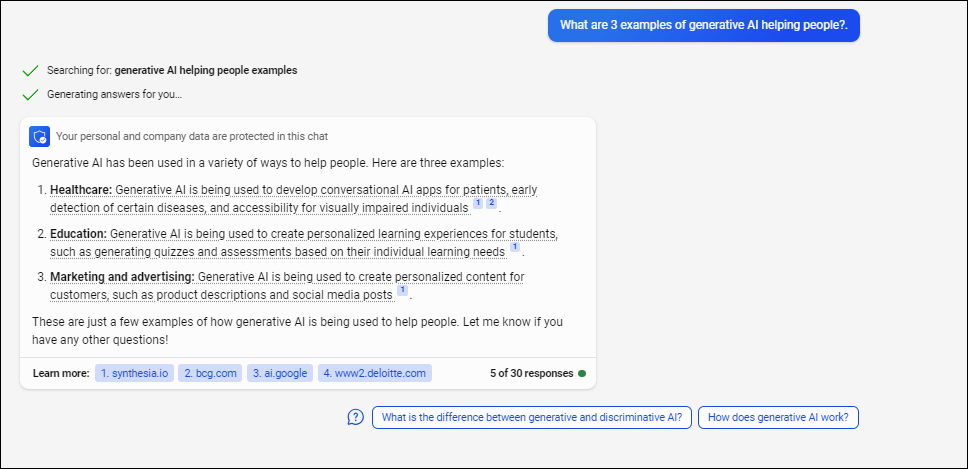 What are 3 examples of generative AI helping people?.
Searching for: generative AI helping people examples
Generating answers for you...
Your personal and company data are protected in this chat
Generative AI has been used in a variety of ways to help people. Here are three examples:
1. Healthcare: Generative AI is being used to develop conversational AI apps for patients, early
detection of certain diseases, and accessibility for visually impaired individuals 1 2 .
2. Education: Generative AI is being used to create personalized learning experiences for students,
such as generating quizzes and assessments based on their individual learning needs 1 .
3. Marketing and advertising: Generative AI is being used to create personalized content for
customers, such as product descriptions and social media posts 1 .
These are just a few examples of how generative AI is being used to help people. Let me know if you
have any other questions!
Learn more: 1. synthesia.io 2. bcg.com 3. ai.google 4. www2.deloitte.com 5 of 30 responses
What is the difference between generative and discriminative AI? How does generative AI work?